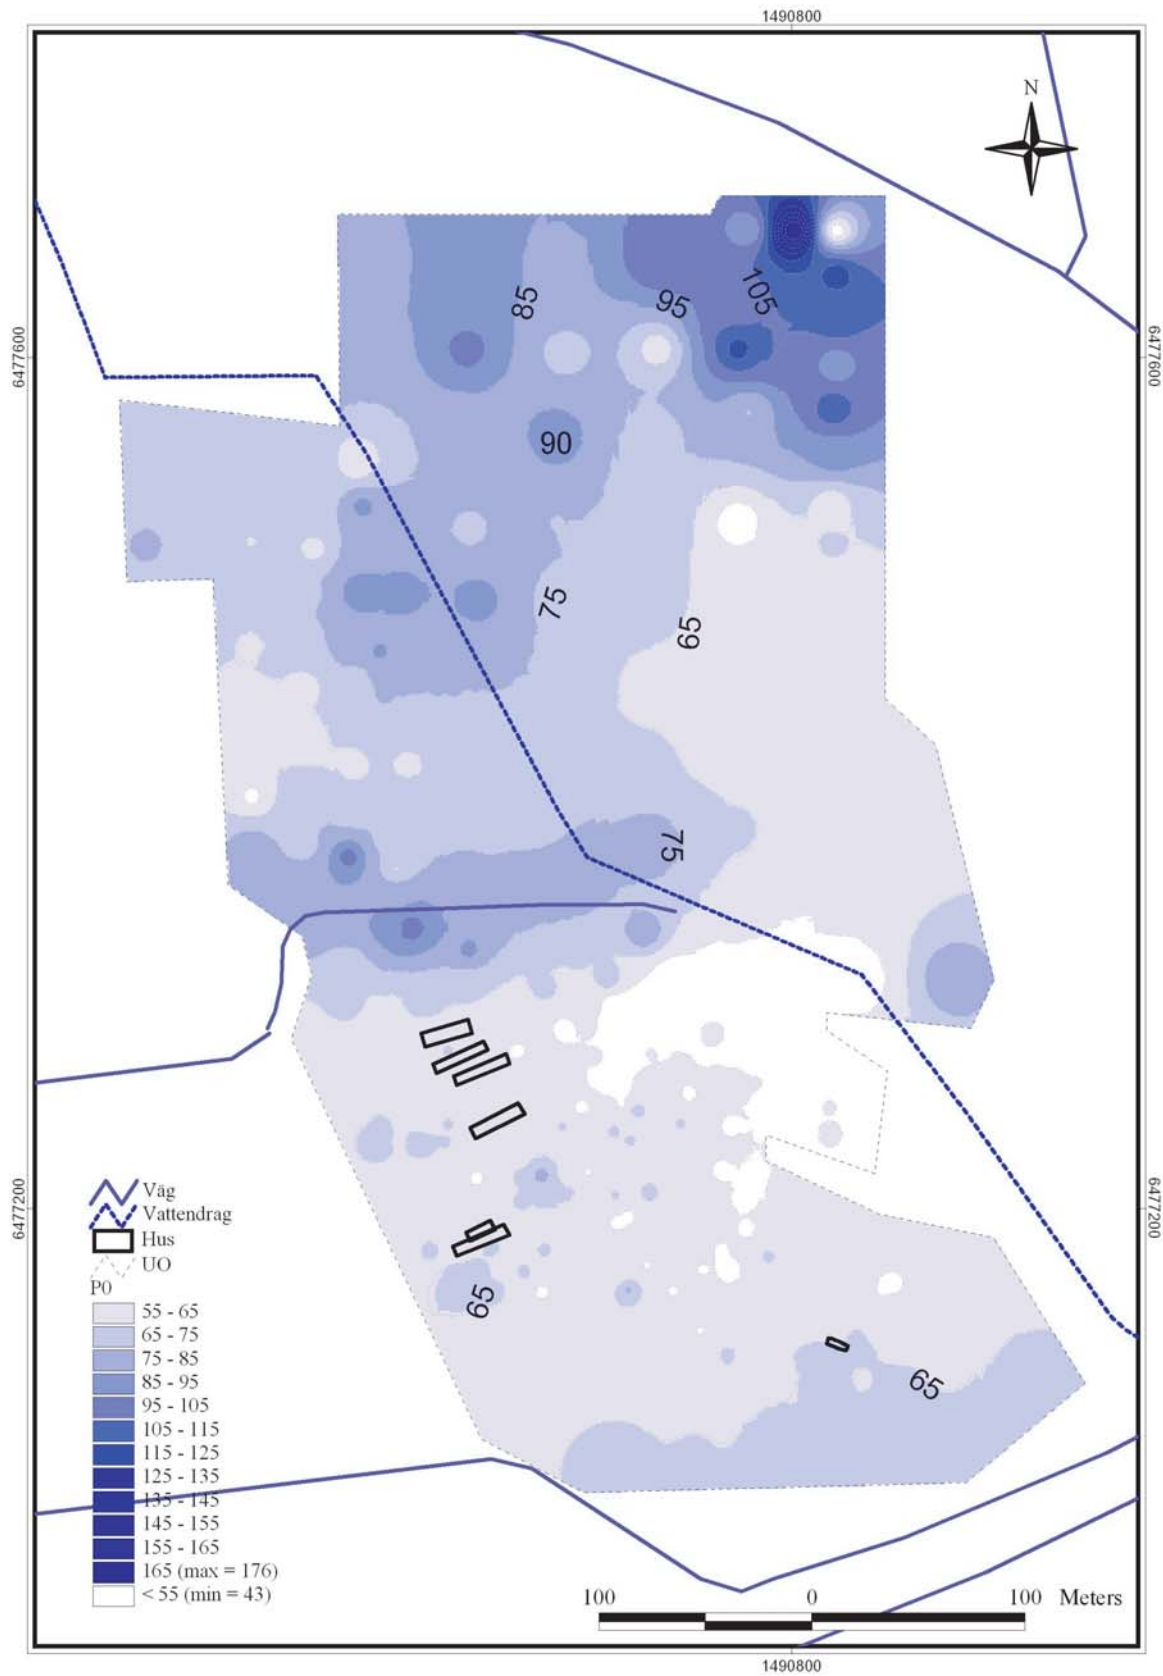 1490800
N
6477600
6477600
85
95
105
90
75
69
75
6477200
6477200
Väg
Vattendrag
Hus
UO
P0
55 - 65
65 - 75
75 - 85
85 - 95
95 - 105
105 - 115
115 - 125
125 - 135
135 - 145
145 - 155
155 - 165
165 (max = 176)
< 55 (min = 43)
65
65
100 0 100 Meters
1490800